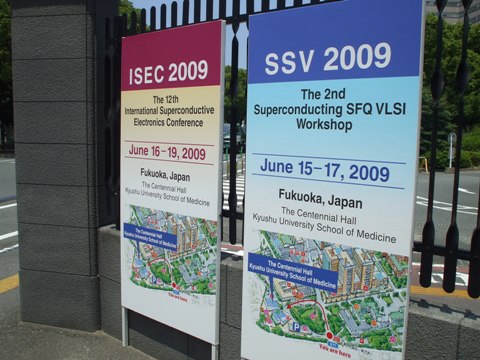 ISEC 2009
The 12th
International Superconductive
Electronics Conference
June 16-19, 2009
Fukuoka, Japan
The Centennial Hall
Kyushu University School of Medicine
The Centennial Hall
Kyushu University School of Medicine
You are here
SSV 2009
The 2nd
Superconducting SFQ VLSI
Workshop
June 15-17, 2009
Fukuoka, Japan
The Centennial Hall
Kyushu University School of Medicine
The Centennial Hall
Kyushu University School of Medicine
P
You are here